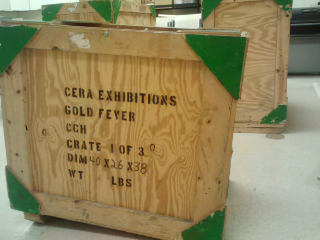 CERA EXHIBITIONS
GOLD FEVER
CCH
CRATE 1 OF 3
DIM 40 X 26 X 38
WT LBS